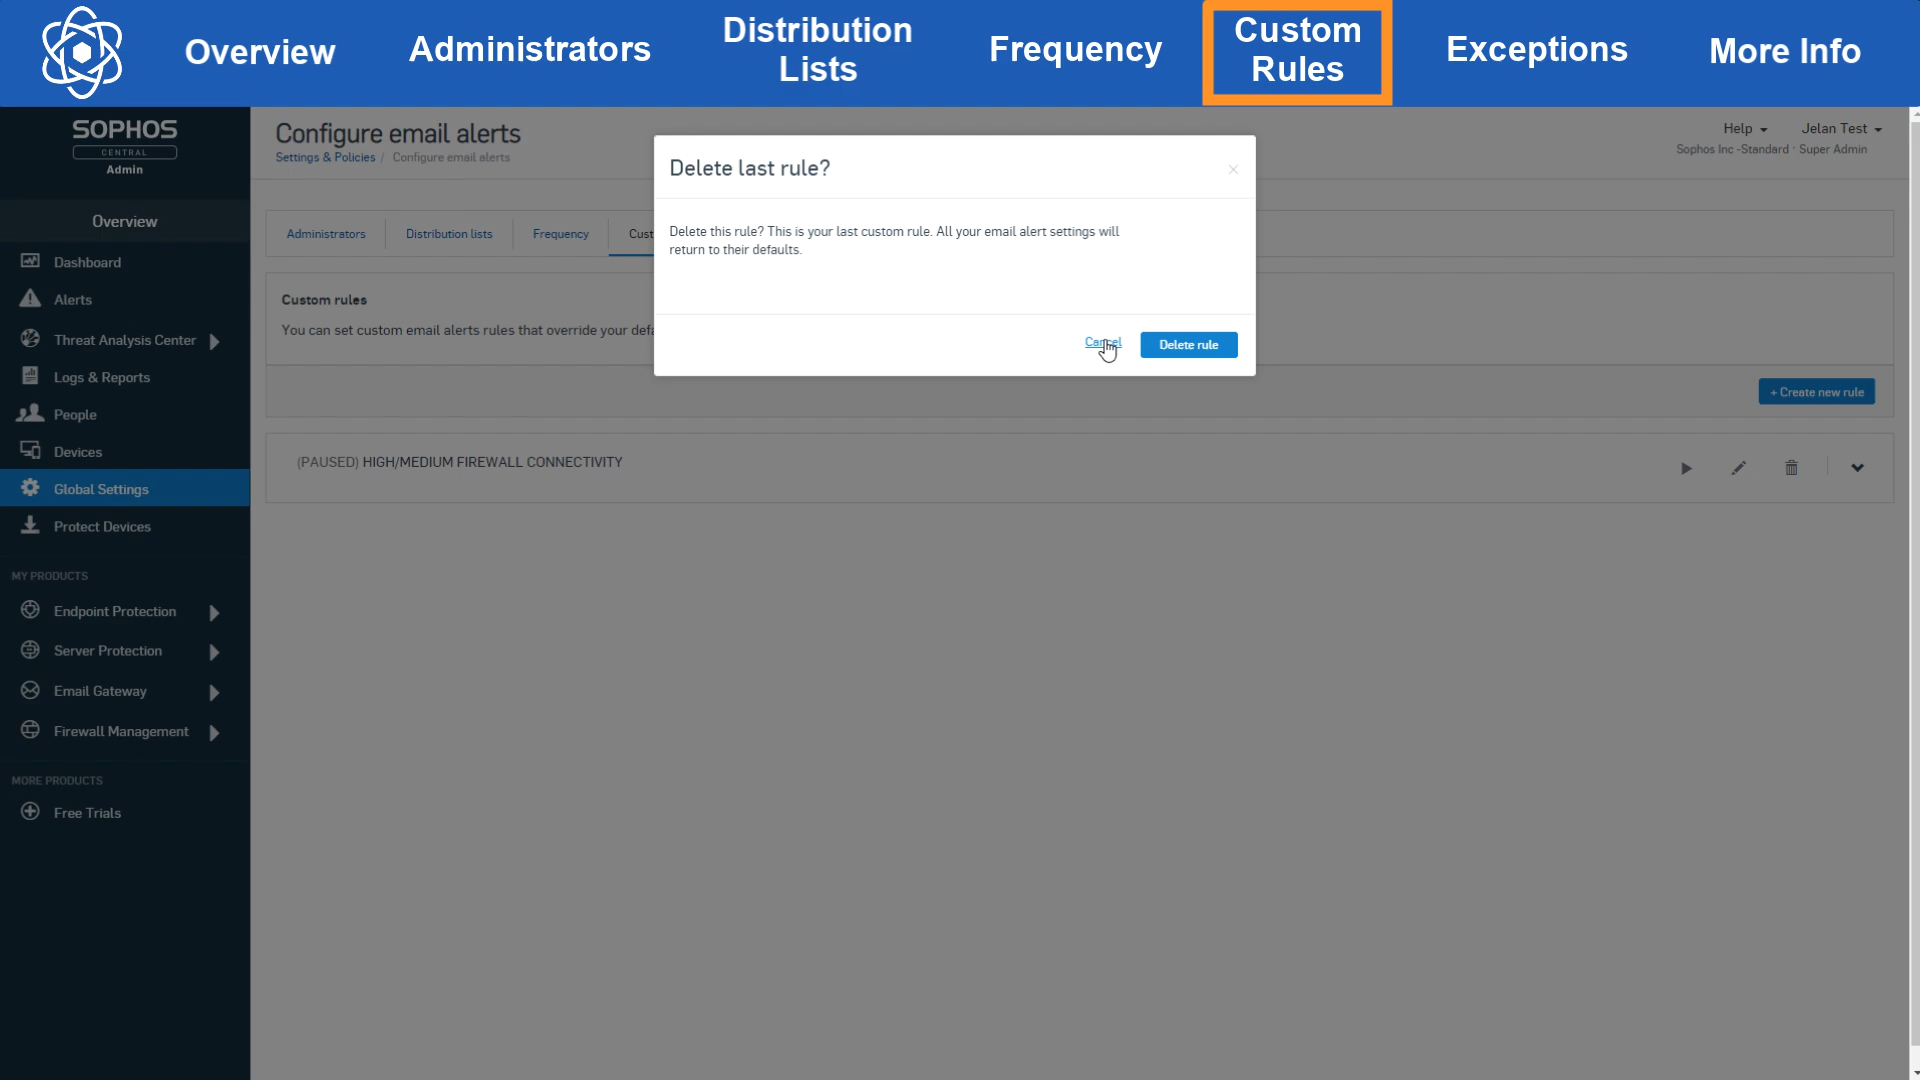 Overview
Administrators
Distribution
Lists
Frequency
Custom
Rules
Exceptions
More Info
SOPHOS
CENTRAL
Admin
Configure email alerts
Settings & Policies / Configure email alerts
Help
Jelan Test
Sophos Inc -Standard · Super Admin
Overview
Dashboard
Alerts
Threat Analysis Center
Logs & Reports
People
Devices
Global Settings
Protect Devices
MY PRODUCTS
Endpoint Protection
Server Protection
Email Gateway
Firewall Management
MORE PRODUCTS
Free Trials
Administrators
Distribution lists
Frequency
Cust
Custom rules
You can set custom email alerts rules that override your defa
+ Create new rule
(PAUSED) HIGH/MEDIUM FIREWALL CONNECTIVITY
Delete last rule?
×
Delete this rule? This is your last custom rule. All your email alert settings will
return to their defaults.
Cancel
Delete rule